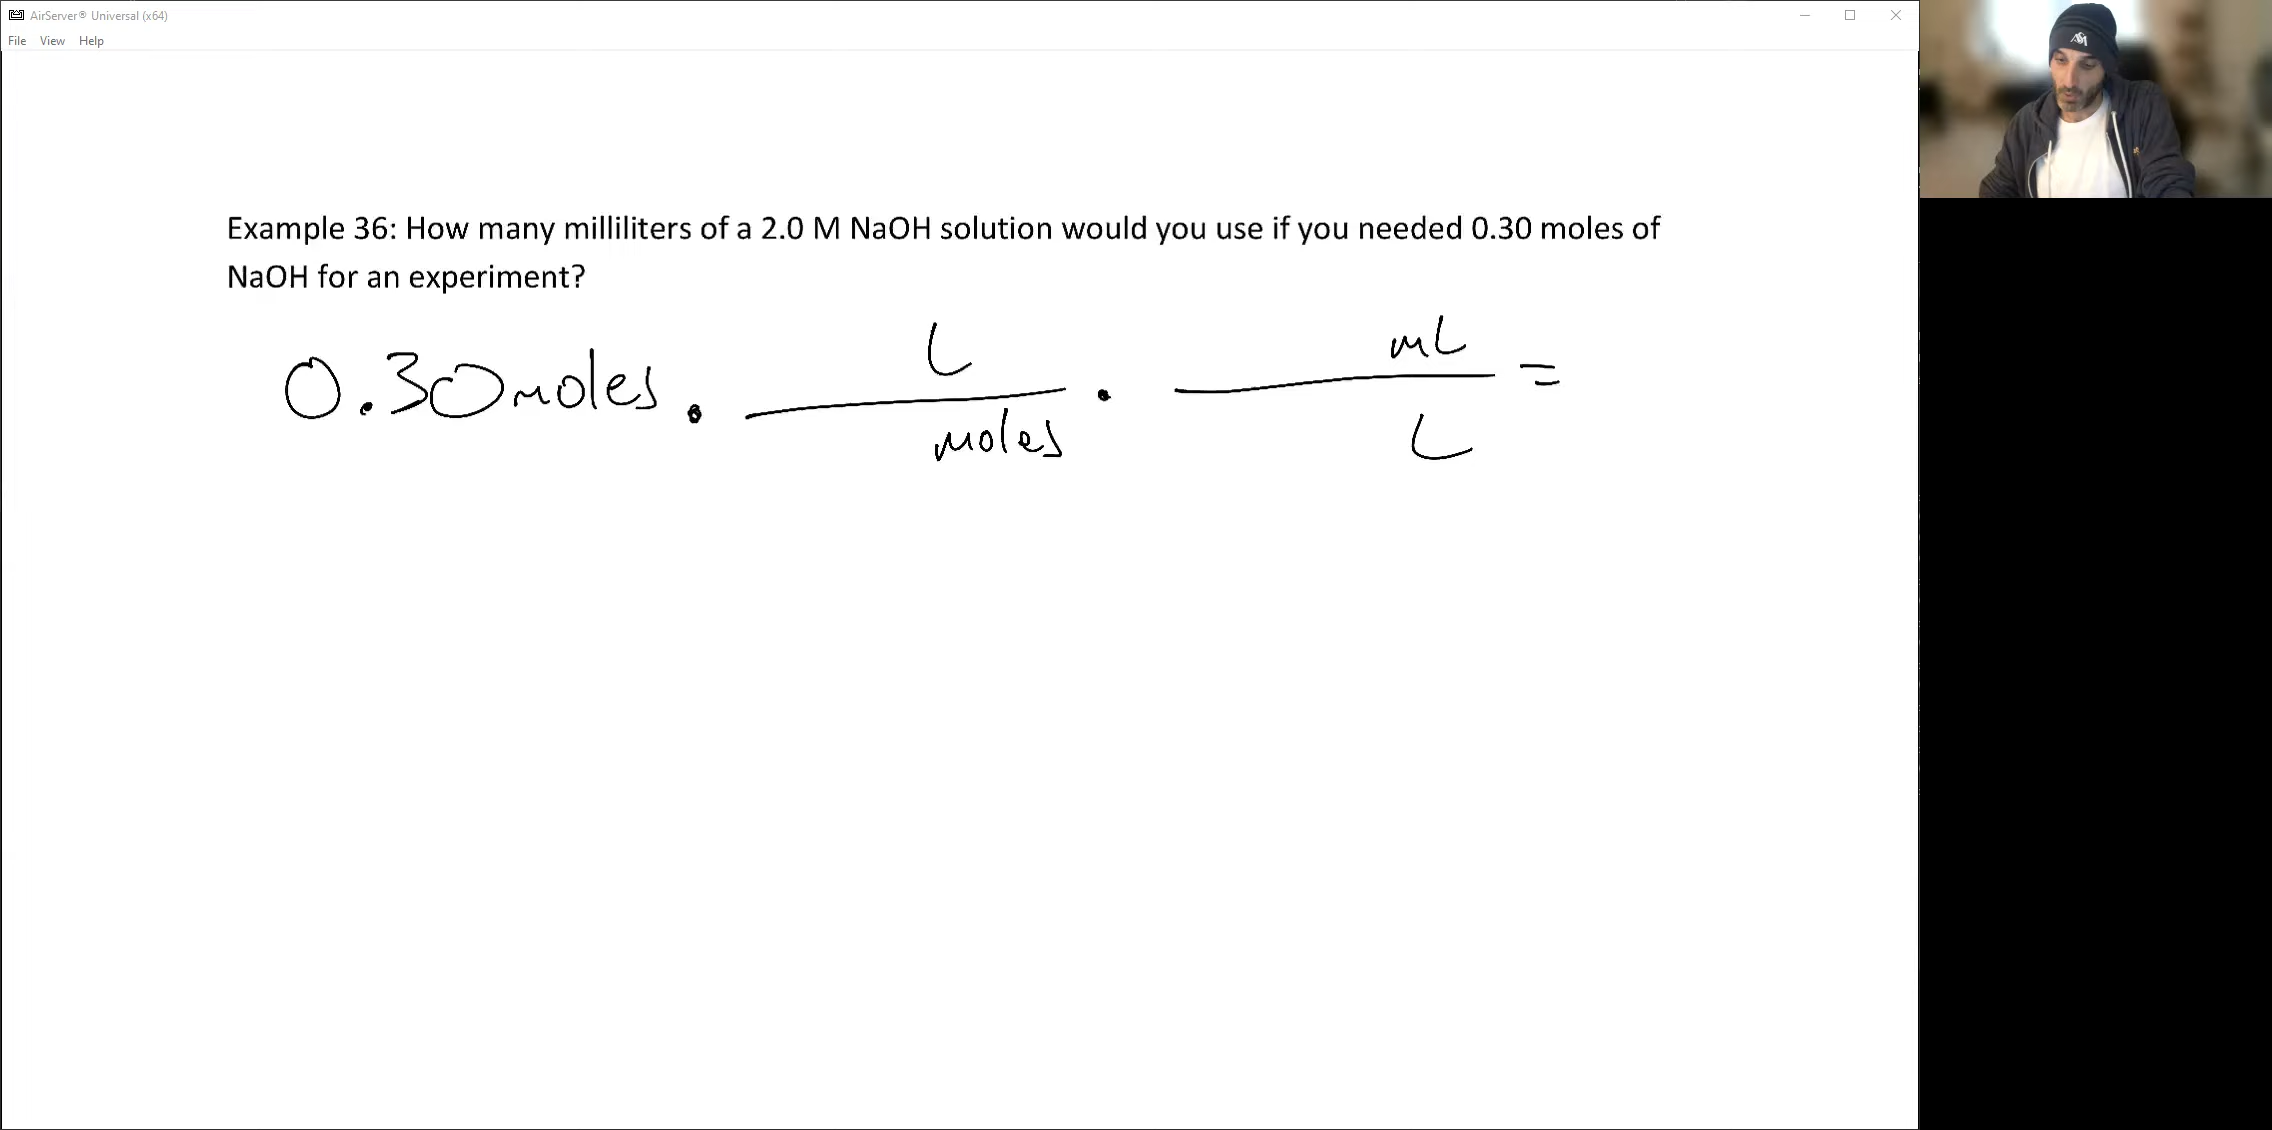 AirServer® Universal (x64)
File View Help
Example 36: How many milliliters of a 2.0 M NaOH solution would you use if you needed 0.30 moles of
NaOH for an experiment?
0.30 moles · L / moles · mL / L =